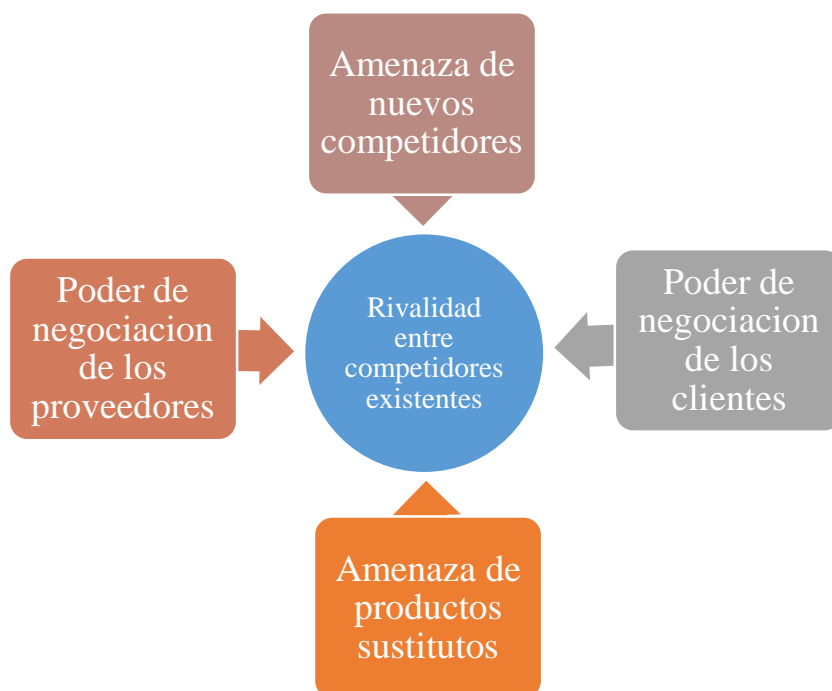 Amenaza de
nuevos
competidores
Poder de
negociacion
de los
proveedores
Rivalidad
entre
competidores
existentes
Poder de
negociacion
de los
clientes
Amenaza de
productos
sustitutos